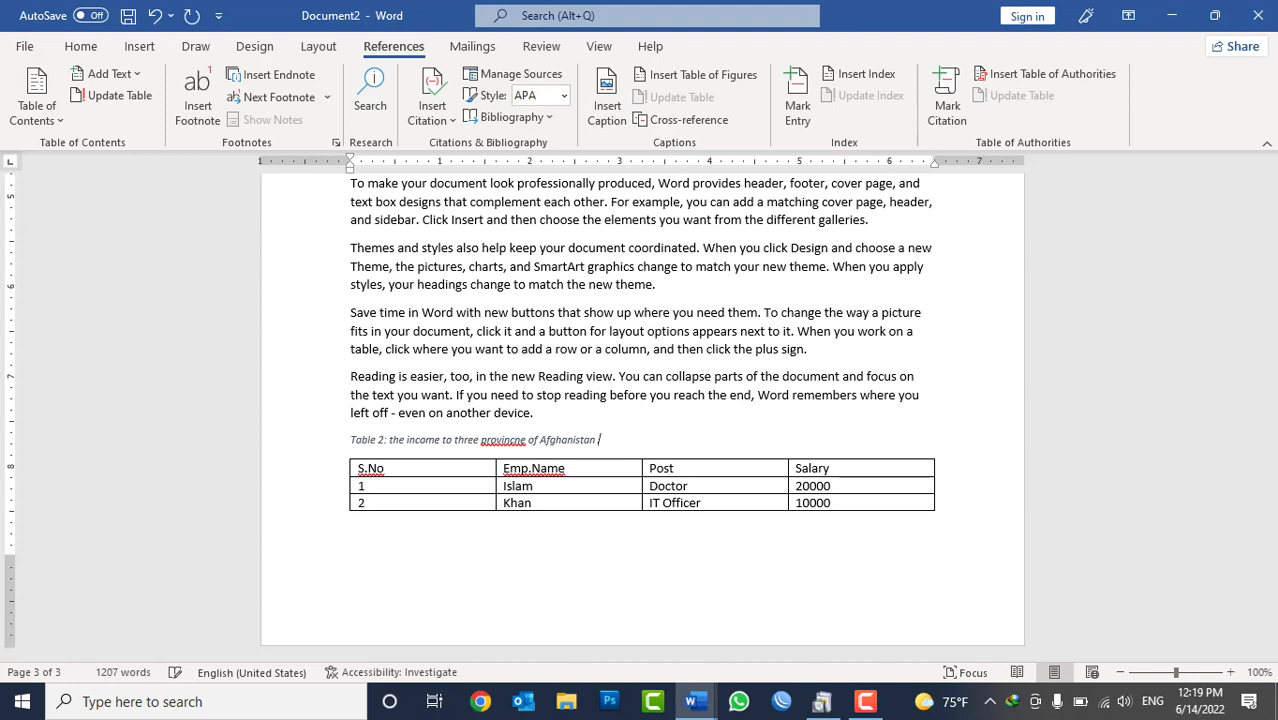 AutoSave Off Document2 - Word Search (Alt+Q) Sign in
File Home Insert Draw Design Layout References Mailings Review View Help Share
Table of Contents Add Text Update Table
Table of Contents
ab Insert Footnote Insert Endnote Next Footnote Show Notes
Footnotes
Search
Research
Insert Citation Manage Sources Style: APA Bibliography
Citations & Bibliography
Insert Caption Insert Table of Figures Update Table Cross-reference
Captions
Mark Entry Insert Index Update Index
Index
Mark Citation Insert Table of Authorities Update Table
Table of Authorities
1 1 2 3 4 5 6 7
5
6
7
8
To make your document look professionally produced, Word provides header, footer, cover page, and
text box designs that complement each other. For example, you can add a matching cover page, header,
and sidebar. Click Insert and then choose the elements you want from the different galleries.
Themes and styles also help keep your document coordinated. When you click Design and choose a new
Theme, the pictures, charts, and SmartArt graphics change to match your new theme. When you apply
styles, your headings change to match the new theme.
Save time in Word with new buttons that show up where you need them. To change the way a picture
fits in your document, click it and a button for layout options appears next to it. When you work on a
table, click where you want to add a row or a column, and then click the plus sign.
Reading is easier, too, in the new Reading view. You can collapse parts of the document and focus on
the text you want. If you need to stop reading before you reach the end, Word remembers where you
left off - even on another device.
Table 2: the income to three provincne of Afghanistan
S.No Emp.Name Post Salary
1 Islam Doctor 20000
2 Khan IT Officer 10000
Page 3 of 3 1207 words English (United States) Accessibility: Investigate Focus 100%
Type here to search Ps 75°F ENG 12:19 PM
6/14/2022